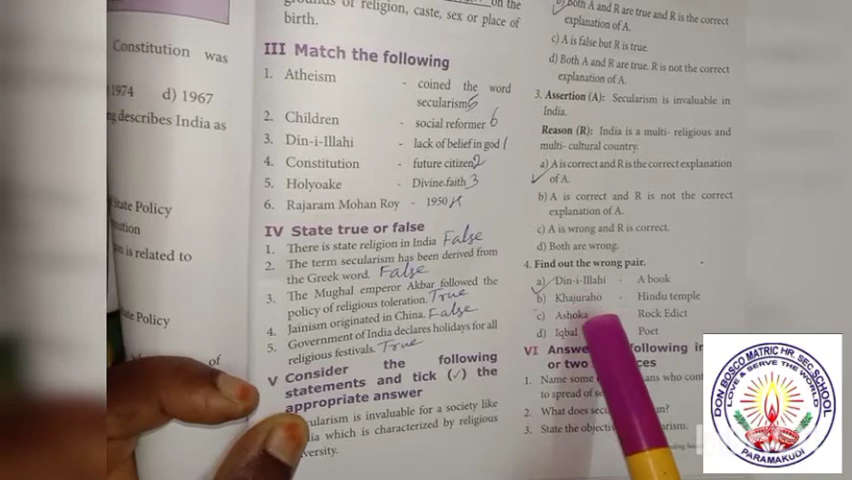 Constitution was
1974 d) 1967
describes India as
State Policy
is related to
Policy
of
of religion, caste, sex or place of
birth.
III Match the following
1. Atheism - coined the word
secularism 5
2. Children - social reformer 6
3. Din-i-Illahi - lack of belief in god 1
4. Constitution - future citizen 2
5. Holyoake - Divine faith 3
6. Rajaram Mohan Roy - 1950
IV State true or false
1. There is state religion in India False
2. The term secularism has been derived from
the Greek word. False
3. The Mughal emperor Akbar followed the
policy of religious toleration. True
4. Jainism originated in China. False
5. Government of India declares holidays for all
religious festivals. True
V Consider the following
statements and tick (✓) the
appropriate answer
is invaluable for a society like
which is characterized by religious
on the
Both A and R are true and R is the correct
explanation of A.
c) A is false but R is true.
d) Both A and R are true. R is not the correct
explanation of A.
3. Assertion (A): Secularism is invaluable in
India.
Reason (R): India is a multi- religious and
multi- cultural country.
a) A is correct and R is the correct explanation
of A.
b) A is correct and R is not the correct
explanation of A.
c) A is wrong and R is correct.
d) Both are wrong.
4. Find out the wrong pair.
a) Din-i-Illahi - A book
b) Khajuraho - Hindu temple
c) Ashoka Rock Edict
d) Iqbal Poet
VI following in
or two
1. Name some who
to spread of
2. What does
3. State the
DON BOSCO MATRIC HR. SEC SCHOOL
LOVE & SERVE THE WORLD
PARAMAKUDI